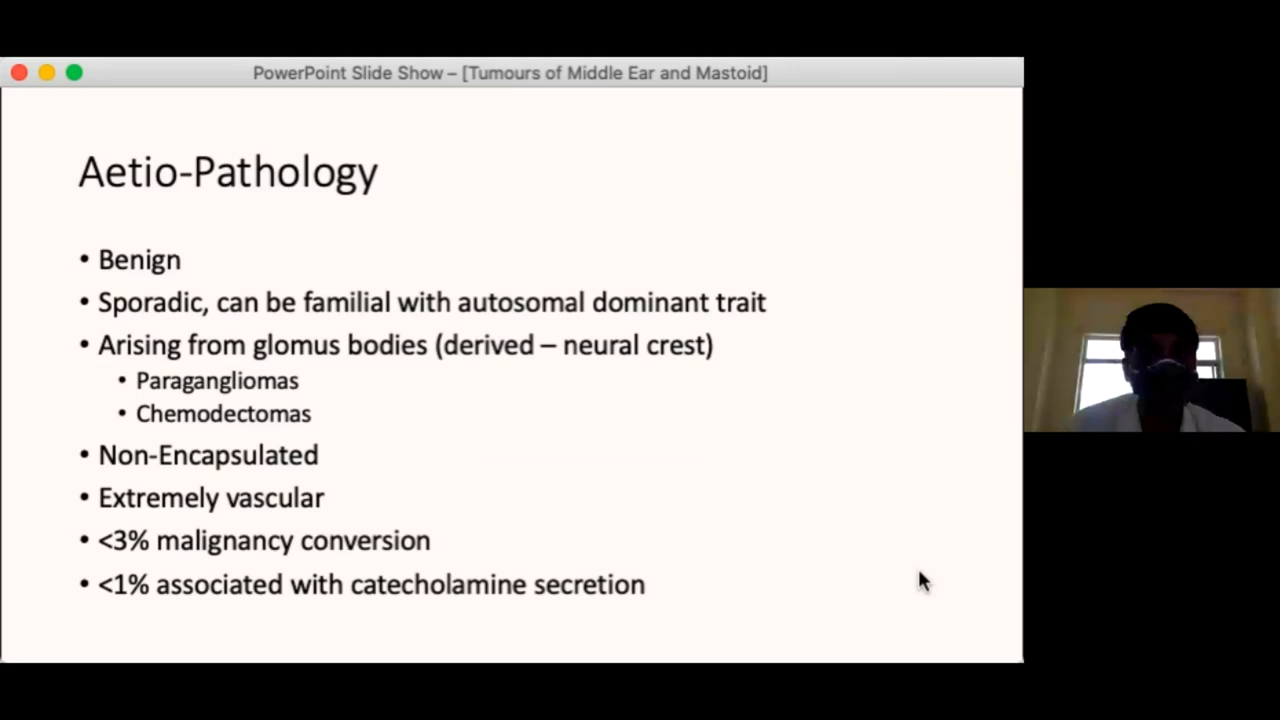 PowerPoint Slide Show – [Tumours of Middle Ear and Mastoid]
Aetio-Pathology
• Benign
• Sporadic, can be familial with autosomal dominant trait
• Arising from glomus bodies (derived – neural crest)
• Paragangliomas
• Chemodectomas
• Non-Encapsulated
• Extremely vascular
• <3% malignancy conversion
• <1% associated with catecholamine secretion